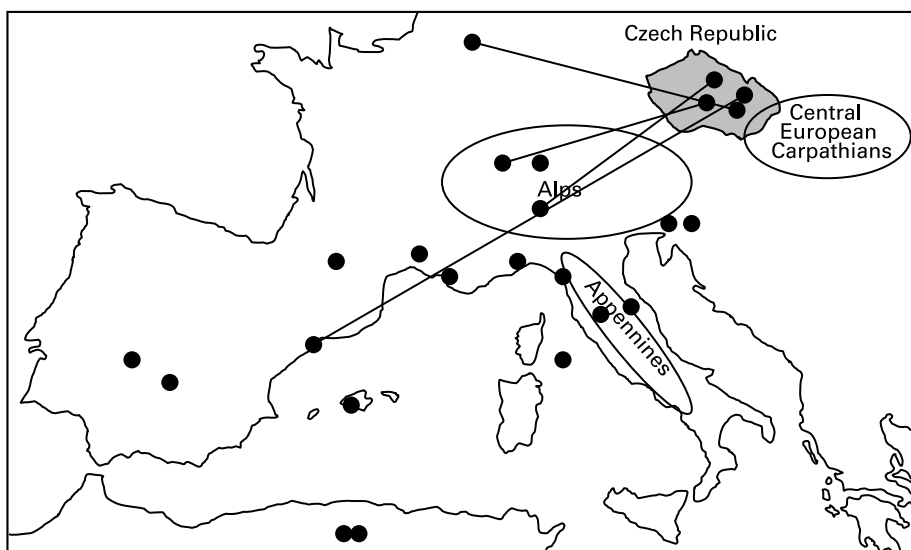 Czech Republic
Central
European
Carpathians
Alps
Appennines